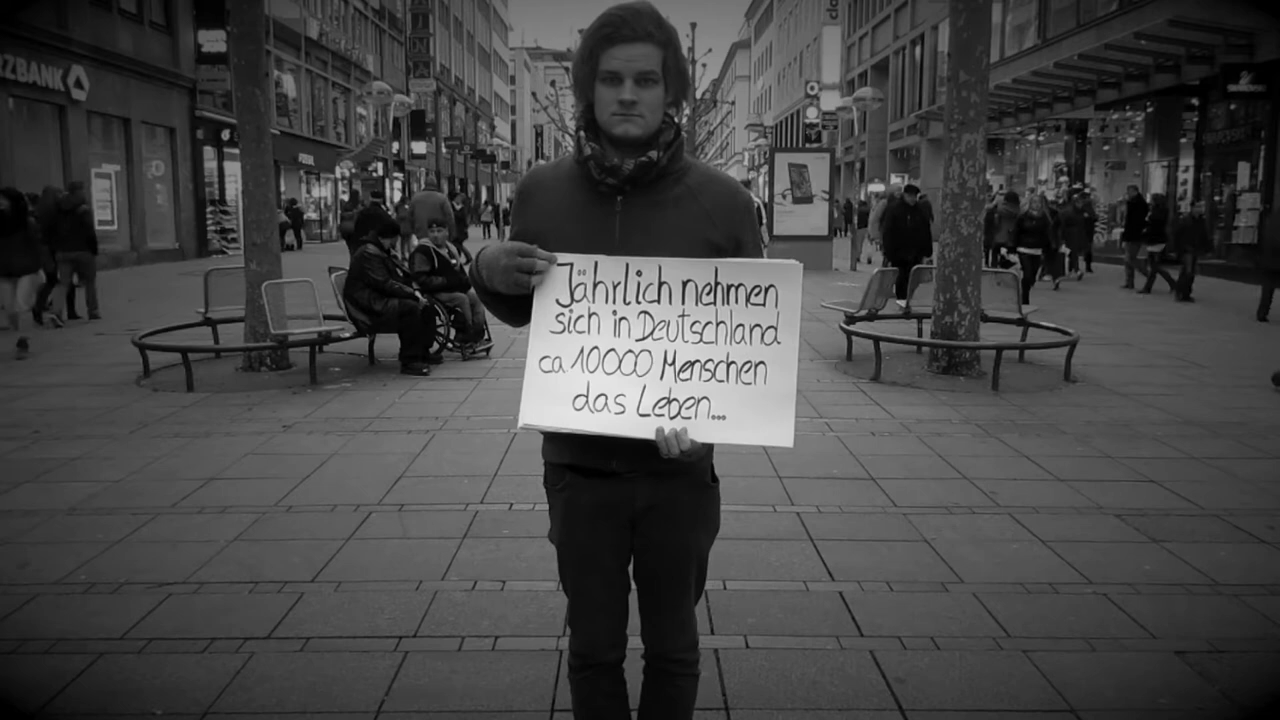 RZBANK
Jährlich nehmen
sich in Deutschland
ca 10000 Menschen
das Leben...